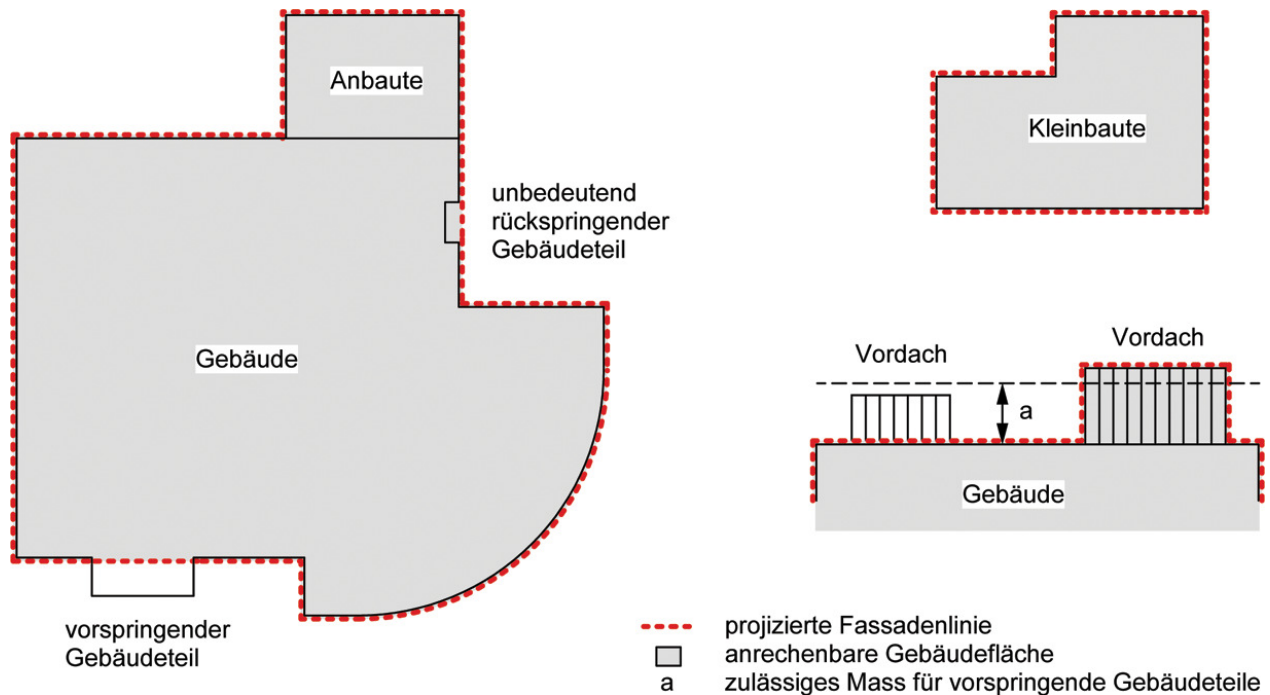 Anbaute
Kleinbaute
unbedeutend
rückspringender
Gebäudeteil
Gebäude
vorspringender
Gebäudeteil
Vordach
Vordach
a
Gebäude
projizierte Fassadenlinie
anrechenbare Gebäudefläche
a zulässiges Mass für vorspringende Gebäudeteile